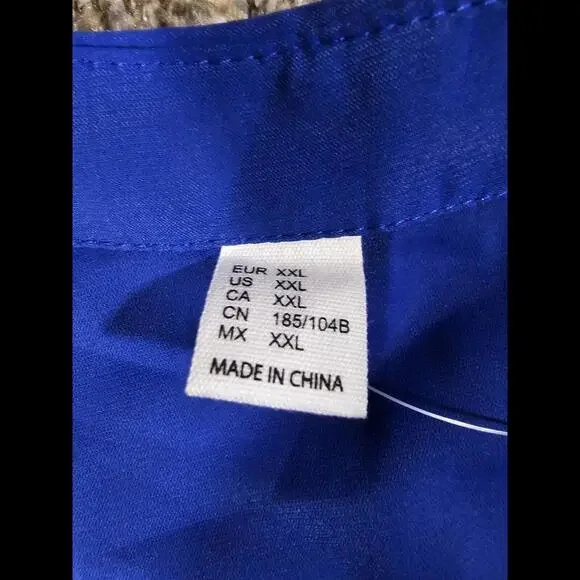 EUR XXL
US XXL
CA XXL
CN 185/104B
MX XXL
MADE IN CHINA